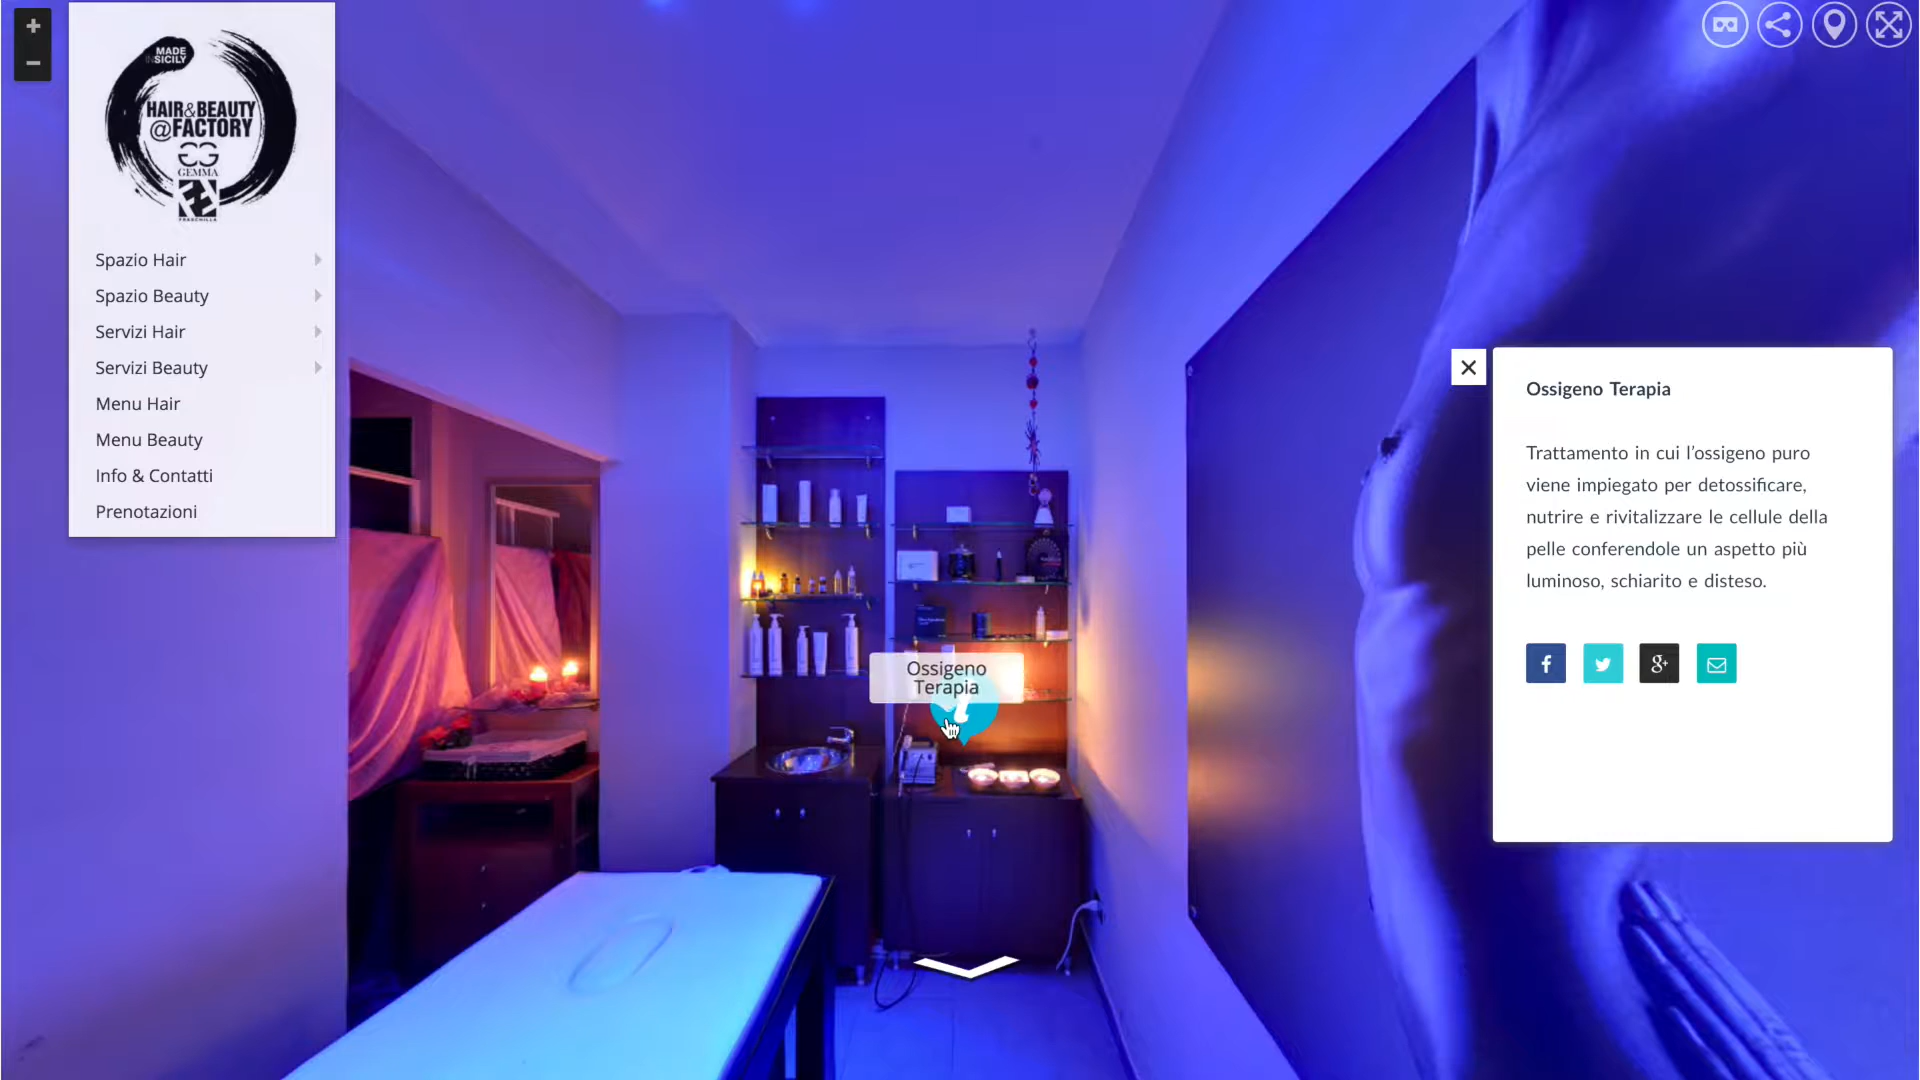 +
−
MADE
INSICILY
HAIR&BEAUTY
@FACTORY
GEMMA
FRASCHILLA
Spazio Hair
Spazio Beauty
Servizi Hair
Servizi Beauty
Menu Hair
Menu Beauty
Info & Contatti
Prenotazioni
Ossigeno
Terapia
Ossigeno Terapia
Trattamento in cui l’ossigeno puro
viene impiegato per detossificare,
nutrire e rivitalizzare le cellule della
pelle conferendole un aspetto più
luminoso, schiarito e disteso.